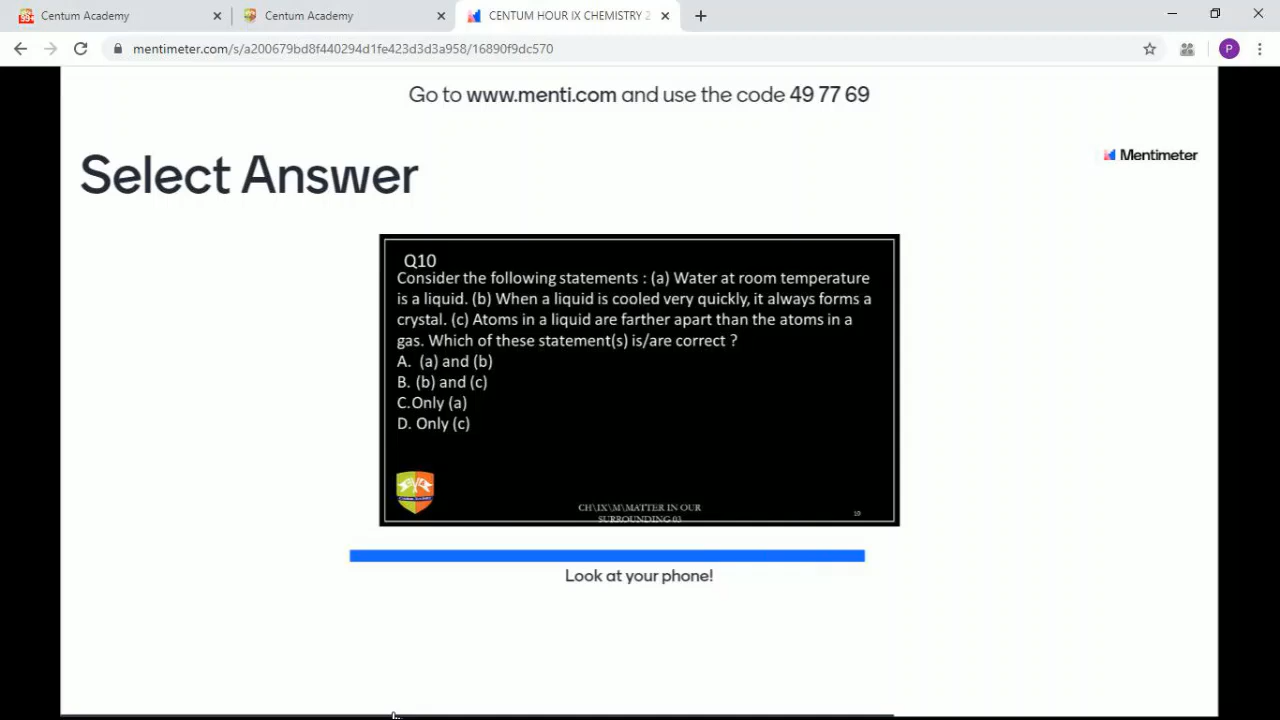 Centum Academy
Centum Academy
CENTUM HOUR IX CHEMISTRY 2
mentimeter.com/s/a200679bd8f440294d1fe423d3d3a958/16890f9dc570
P
Go to www.menti.com and use the code 49 77 69
Mentimeter
Select Answer
Q10
Consider the following statements : (a) Water at room temperature
is a liquid. (b) When a liquid is cooled very quickly, it always forms a
crystal. (c) Atoms in a liquid are farther apart than the atoms in a
gas. Which of these statement(s) is/are correct ?
A. (a) and (b)
B. (b) and (c)
C.Only (a)
D. Only (c)
CH\IX\M\MATTER IN OUR
SURROUNDING 03
Look at your phone!